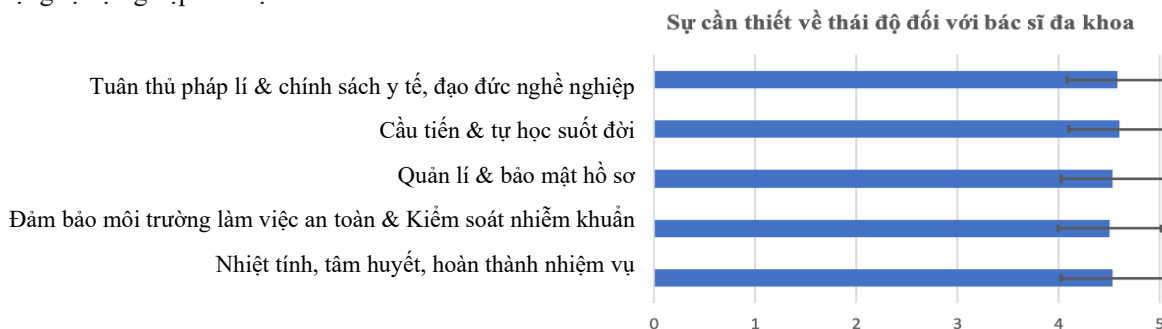 Sự cần thiết về thái độ đối với bác sĩ đa khoa
Tuân thủ pháp lí & chính sách y tế, đạo đức nghề nghiệp
Cầu tiến & tự học suốt đời
Quản lí & bảo mật hồ sơ
Đảm bảo môi trường làm việc an toàn & Kiểm soát nhiễm khuẩn
Nhiệt tính, tâm huyết, hoàn thành nhiệm vụ
0 1 2 3 4 5